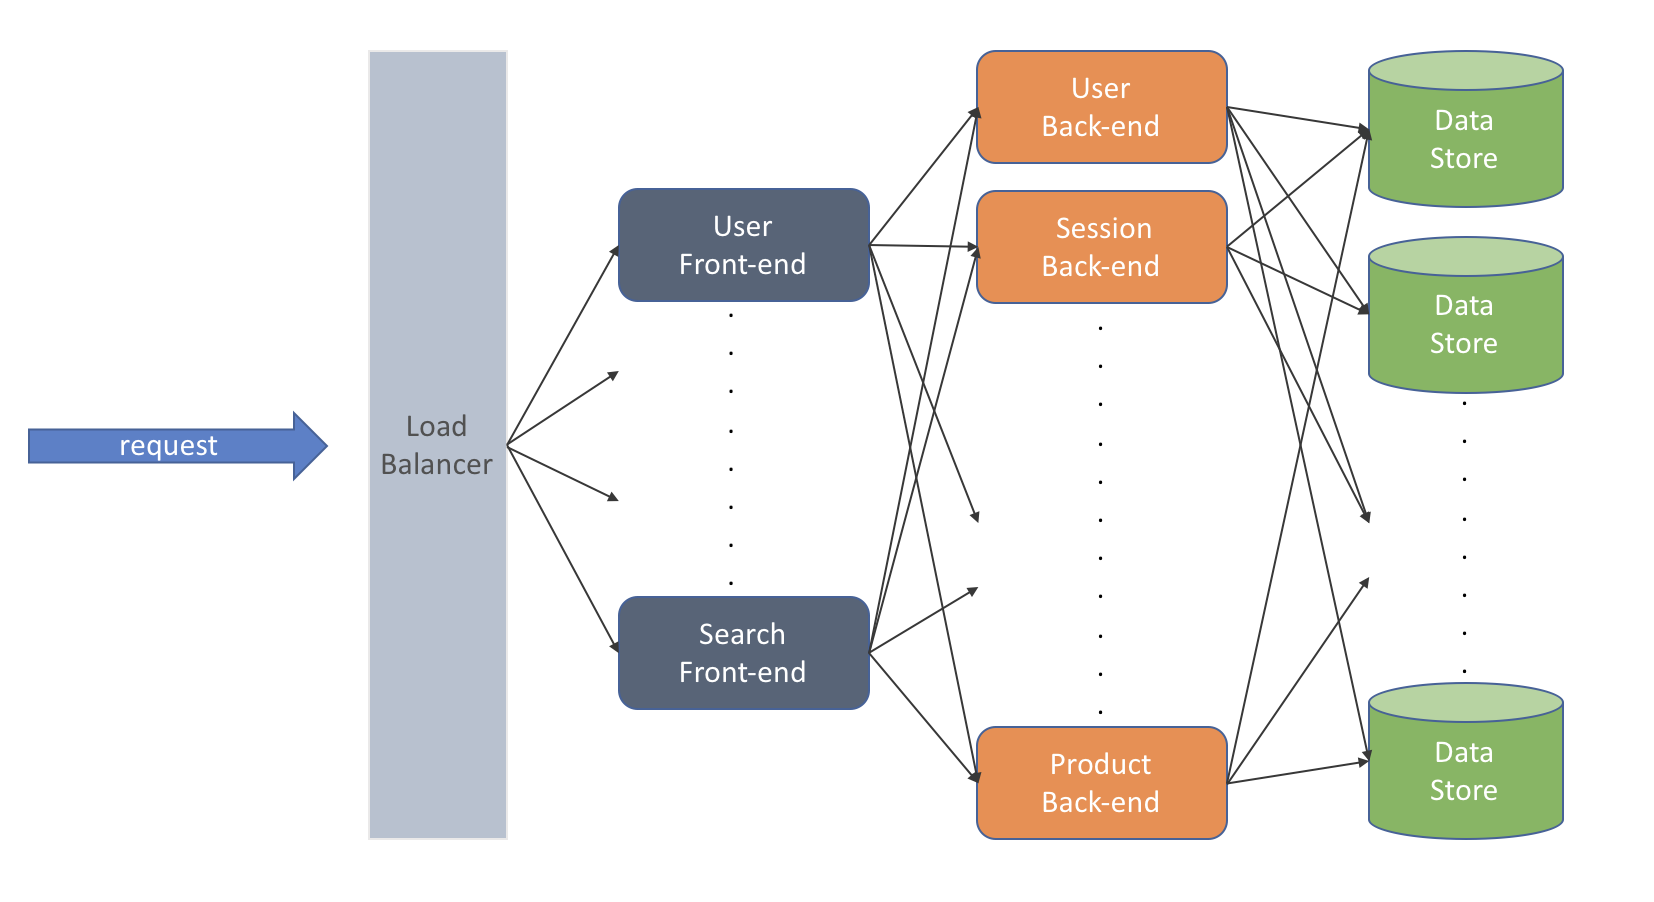 request
Load
Balancer
User
Front-end
Search
Front-end
User
Back-end
Session
Back-end
Product
Back-end
Data
Store
Data
Store
Data
Store